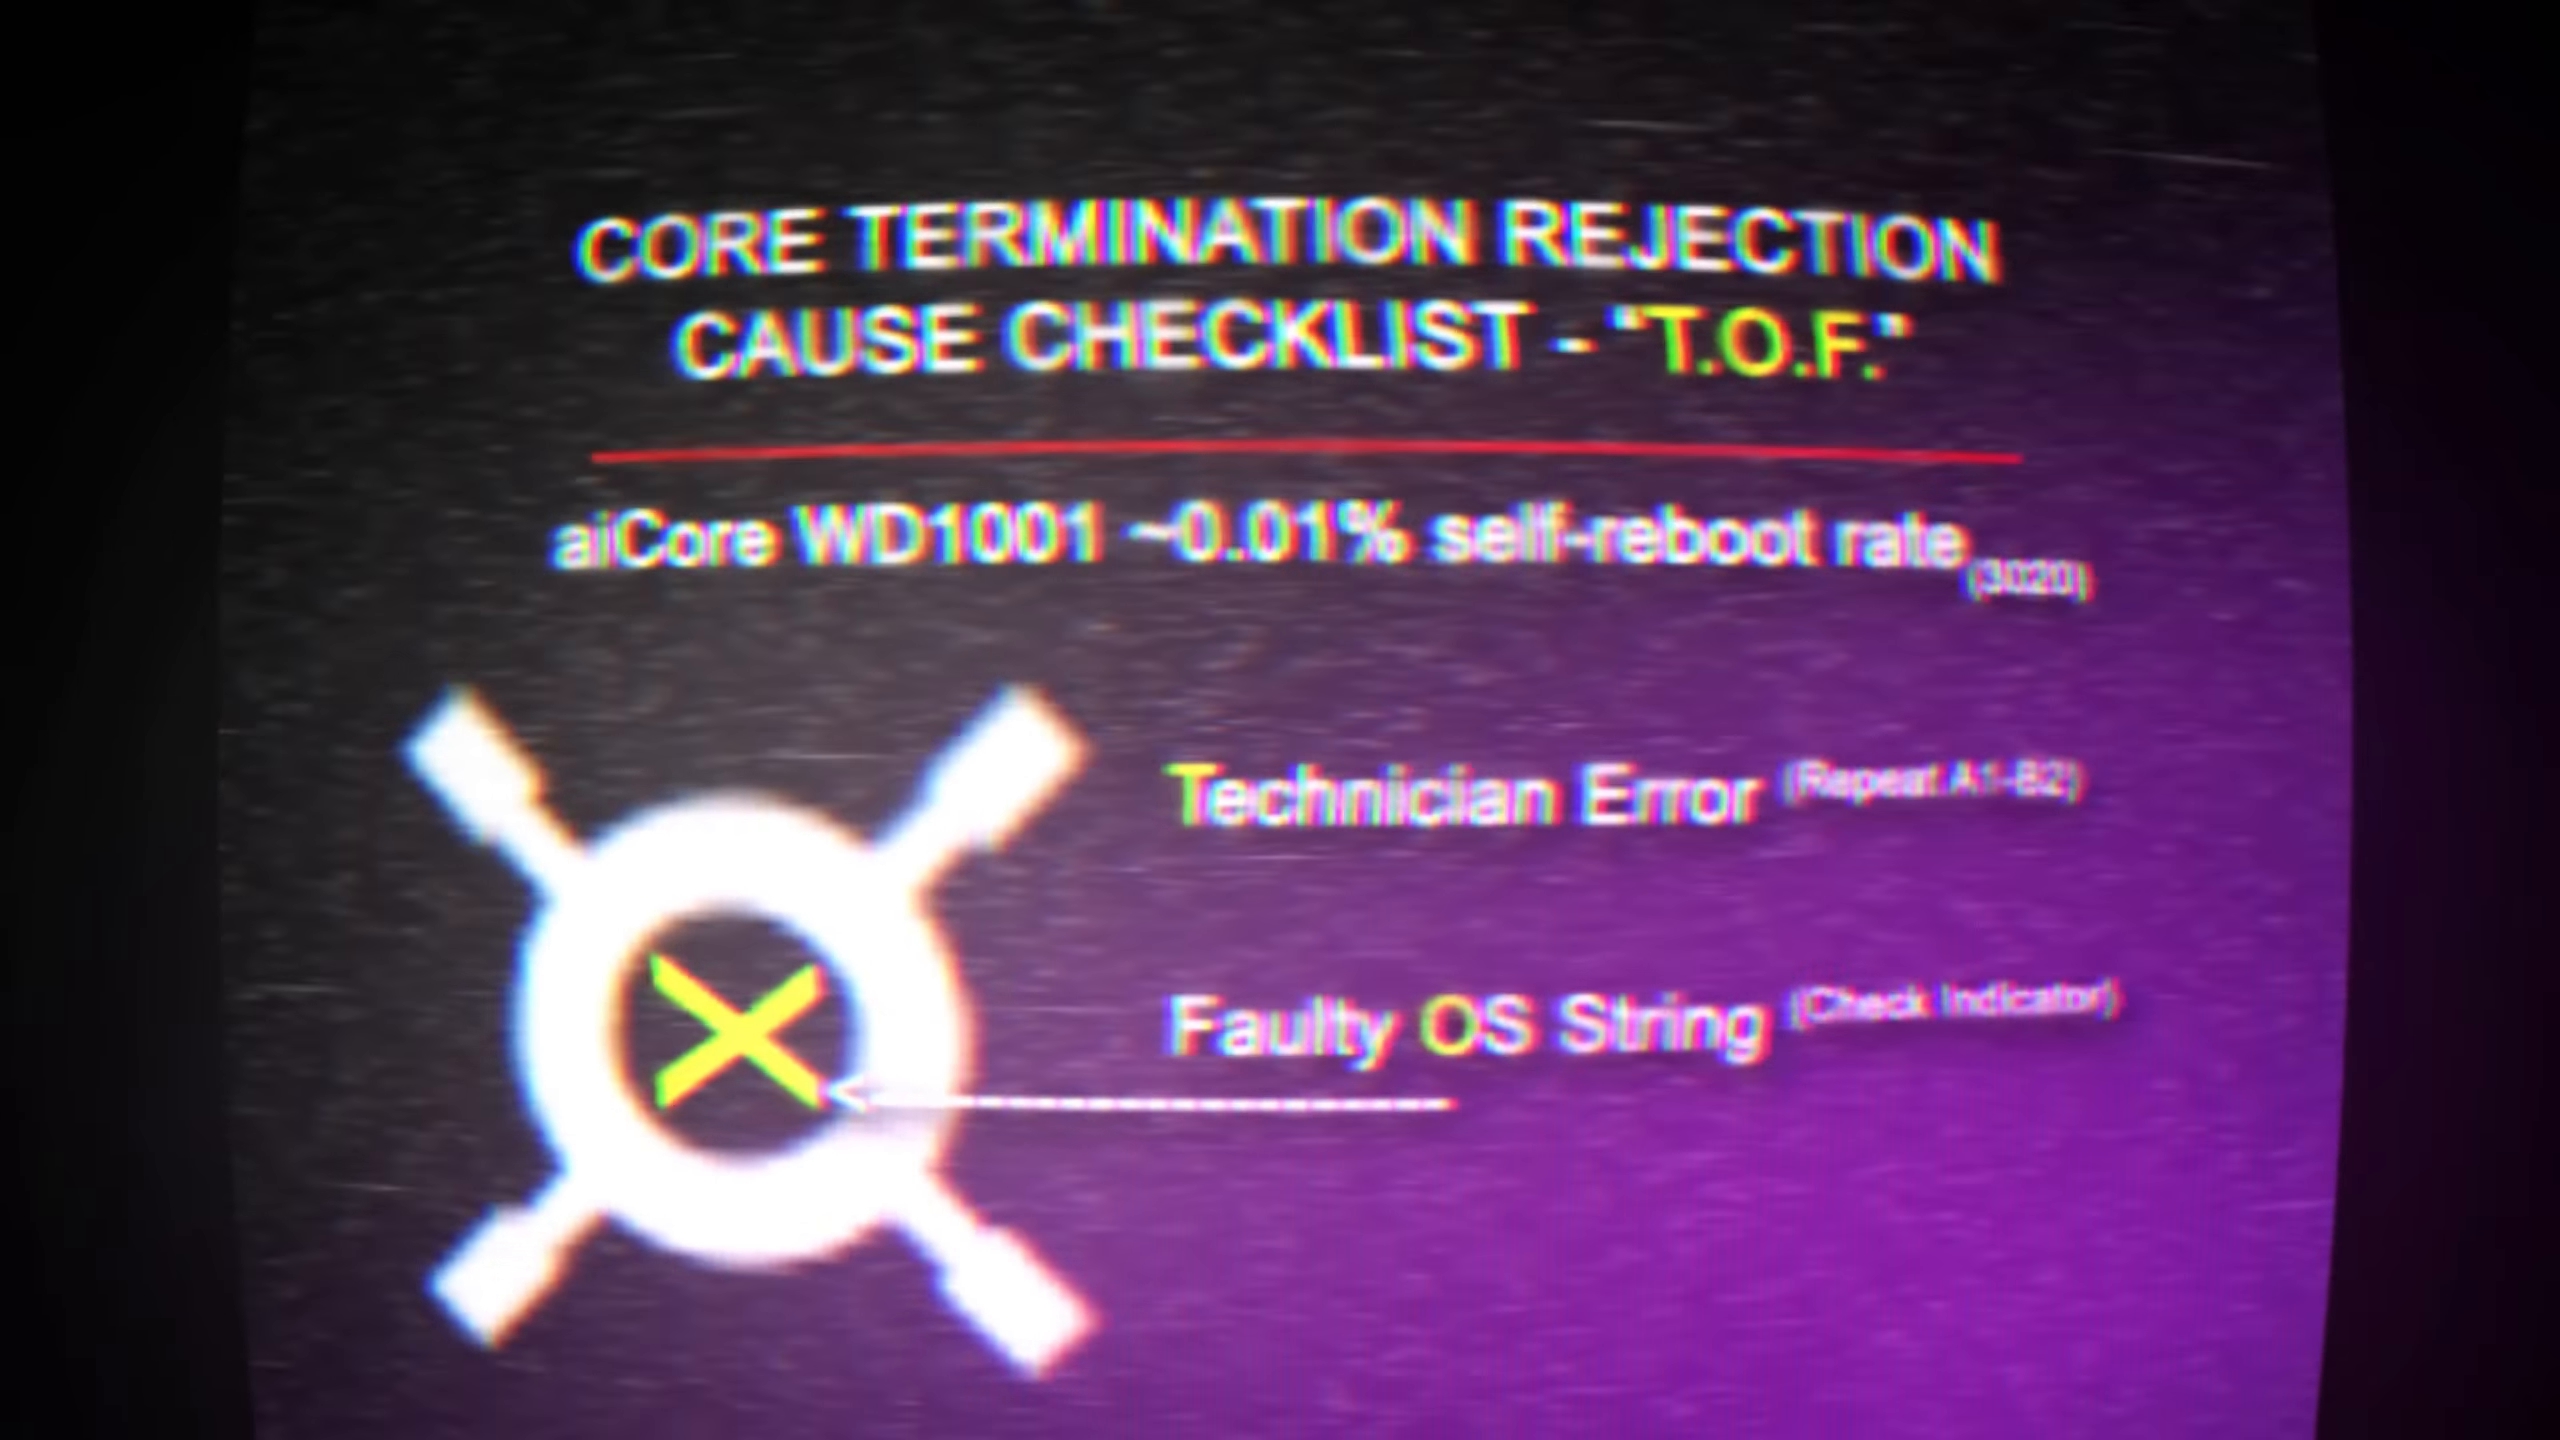 CORE TERMINATION REJECTION
CAUSE CHECKLIST - "T.O.F."
aiCore WD1001 ~0.01% self-reboot rate (3020)
Technician Error (Repeat A1-B2)
Faulty OS String (Check Indicator)